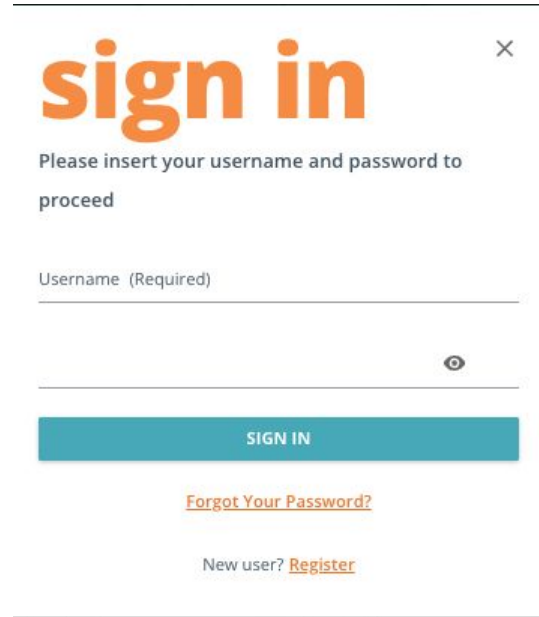 sign in
Please insert your username and password to
proceed
Username (Required)
SIGN IN
Forgot Your Password?
New user? Register